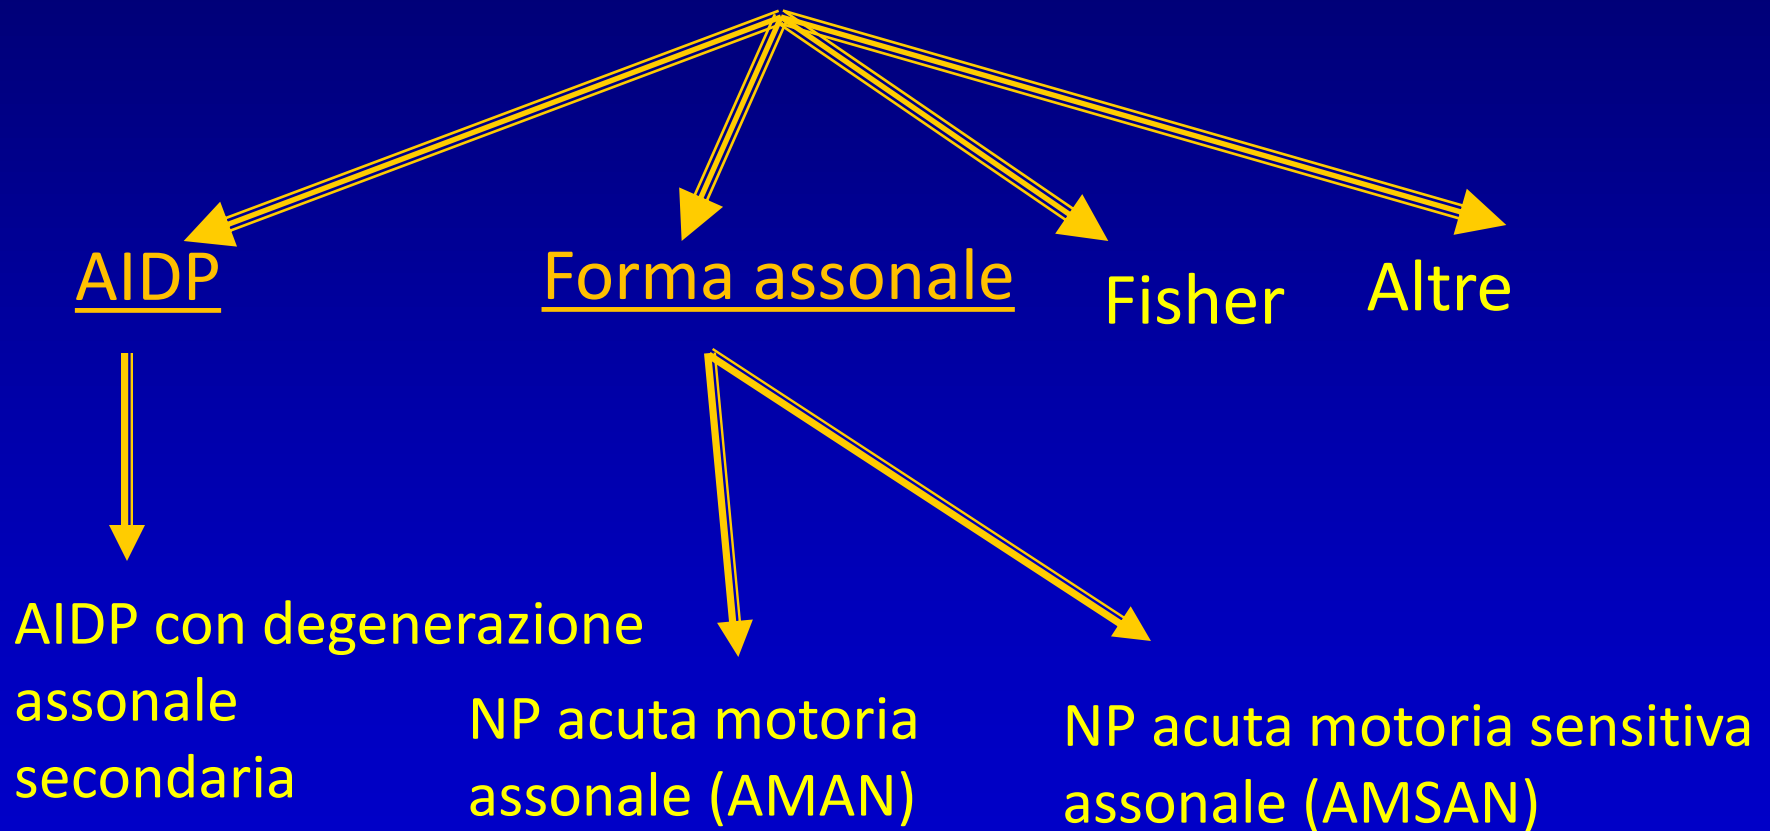 AIDP
Forma assonale
Fisher
Altre
AIDP con degenerazione
assonale
secondaria
NP acuta motoria
assonale (AMAN)
NP acuta motoria sensitiva
assonale (AMSAN)